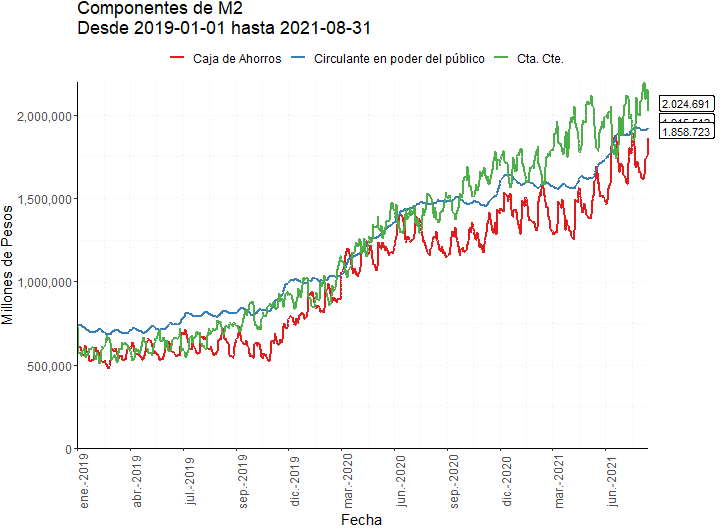 Componentes de M2
Desde 2019-01-01 hasta 2021-08-31
Caja de Ahorros Circulante en poder del público Cta. Cte.
Millones de Pesos
2,000,000
1,500,000
1,000,000
500,000
0
2.024.691
1.858.723
ene.-2019
abr.-2019
jul.-2019
sep.-2019
dic.-2019
mar.-2020
jun.-2020
sep.-2020
dic.-2020
mar.-2021
jun.-2021
Fecha